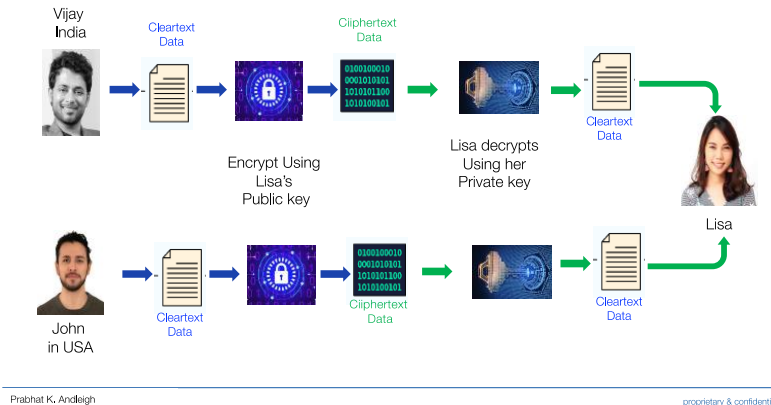 Vijay
India
Cleartext
Data
Ciiphertext
Data
0100100010
0001010101
1010101100
1010100101
Cleartext
Data
Encrypt Using
Lisa's
Public key
Lisa decrypts
Using her
Private key
Lisa
0100100010
0001010101
1010101100
1010100101
Cleartext
Data
Ciiphertext
Data
Cleartext
Data
John
in USA
Prabhat K. Andleigh
proprietary & confidenti